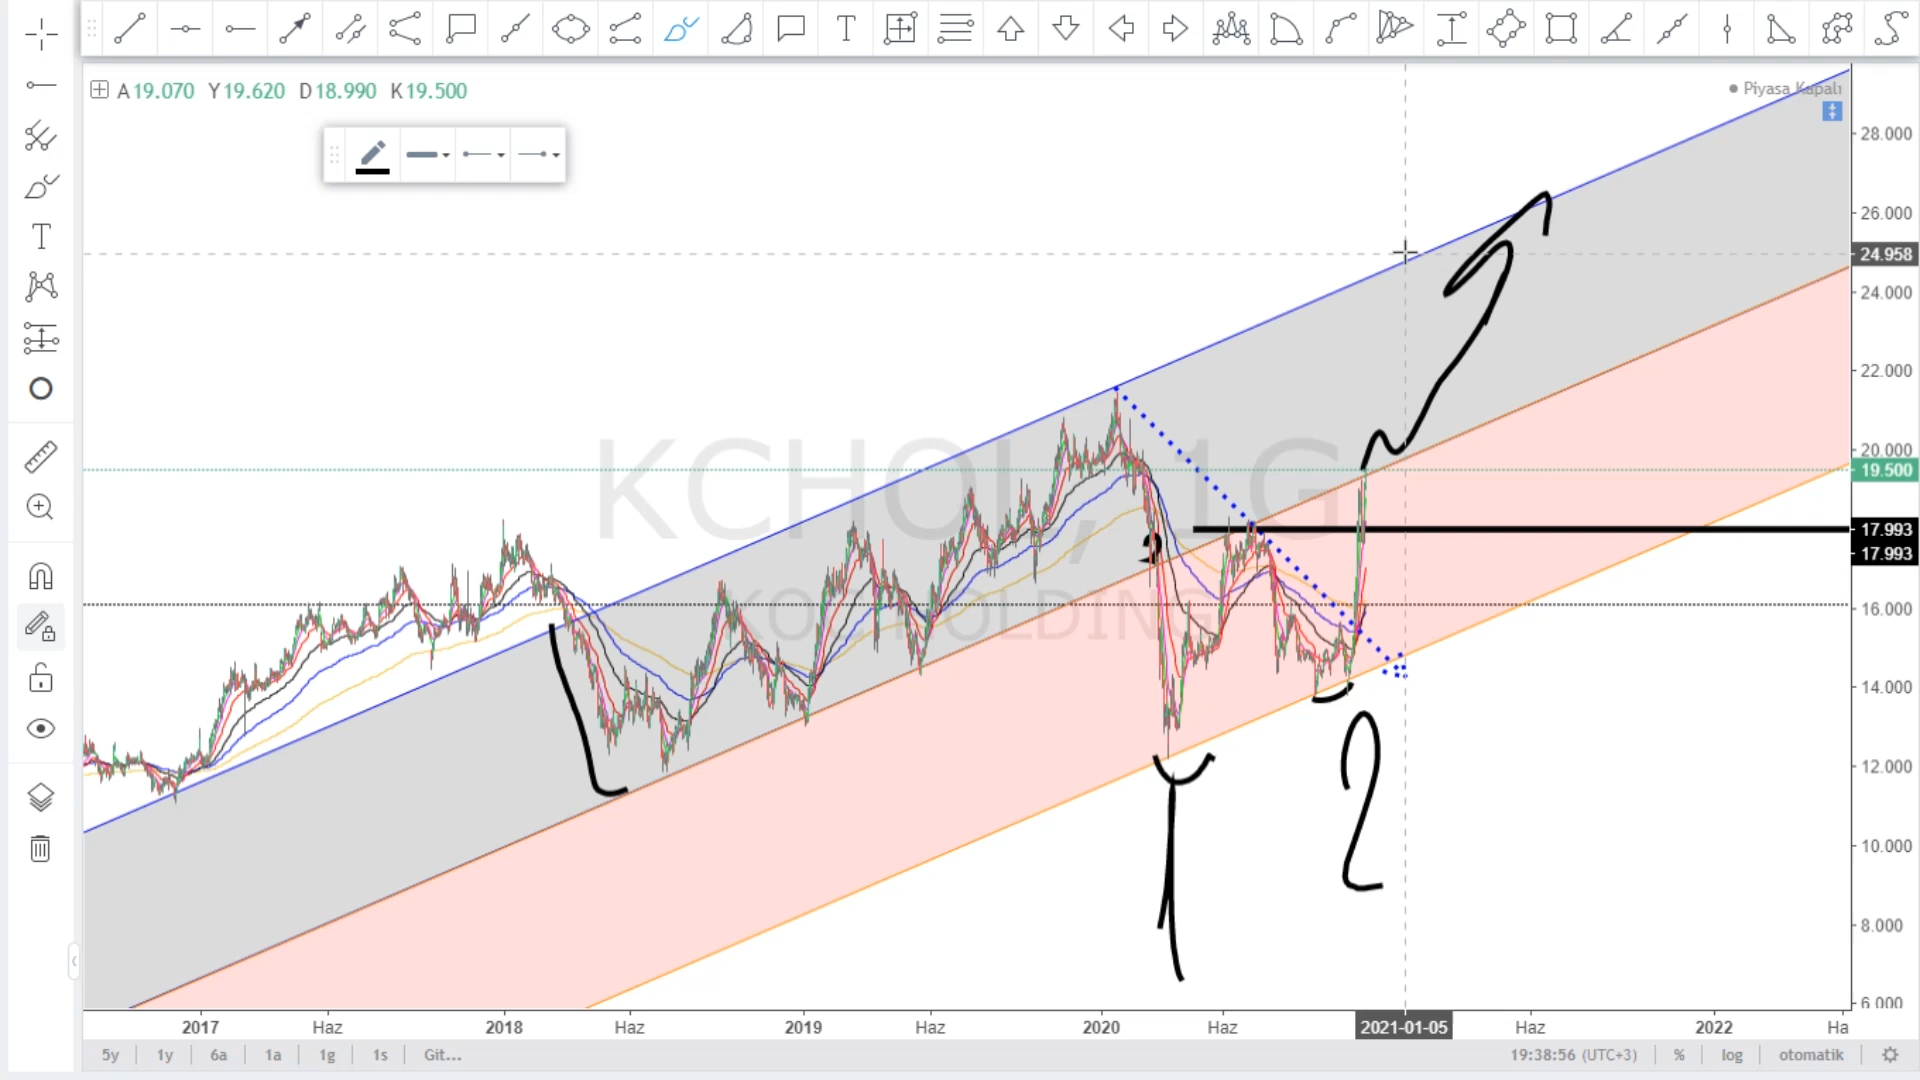 A 19.070 Y 19.620 D 18.990 K 19.500
Piyasa Kapalı
28.000
26.000
24.958
24.000
22.000
20.000
19.500
17.993
17.993
16.000
14.000
12.000
10.000
8.000
6.000
KCHOL, 1G
KOC HOLDING
1
2
2017 Haz 2018 Haz 2019 Haz 2020 Haz 2021-01-05 Haz 2022 Ha
5y 1y 6a 1a 1g 1s Git... 19:38:56 (UTC+3) % log otomatik